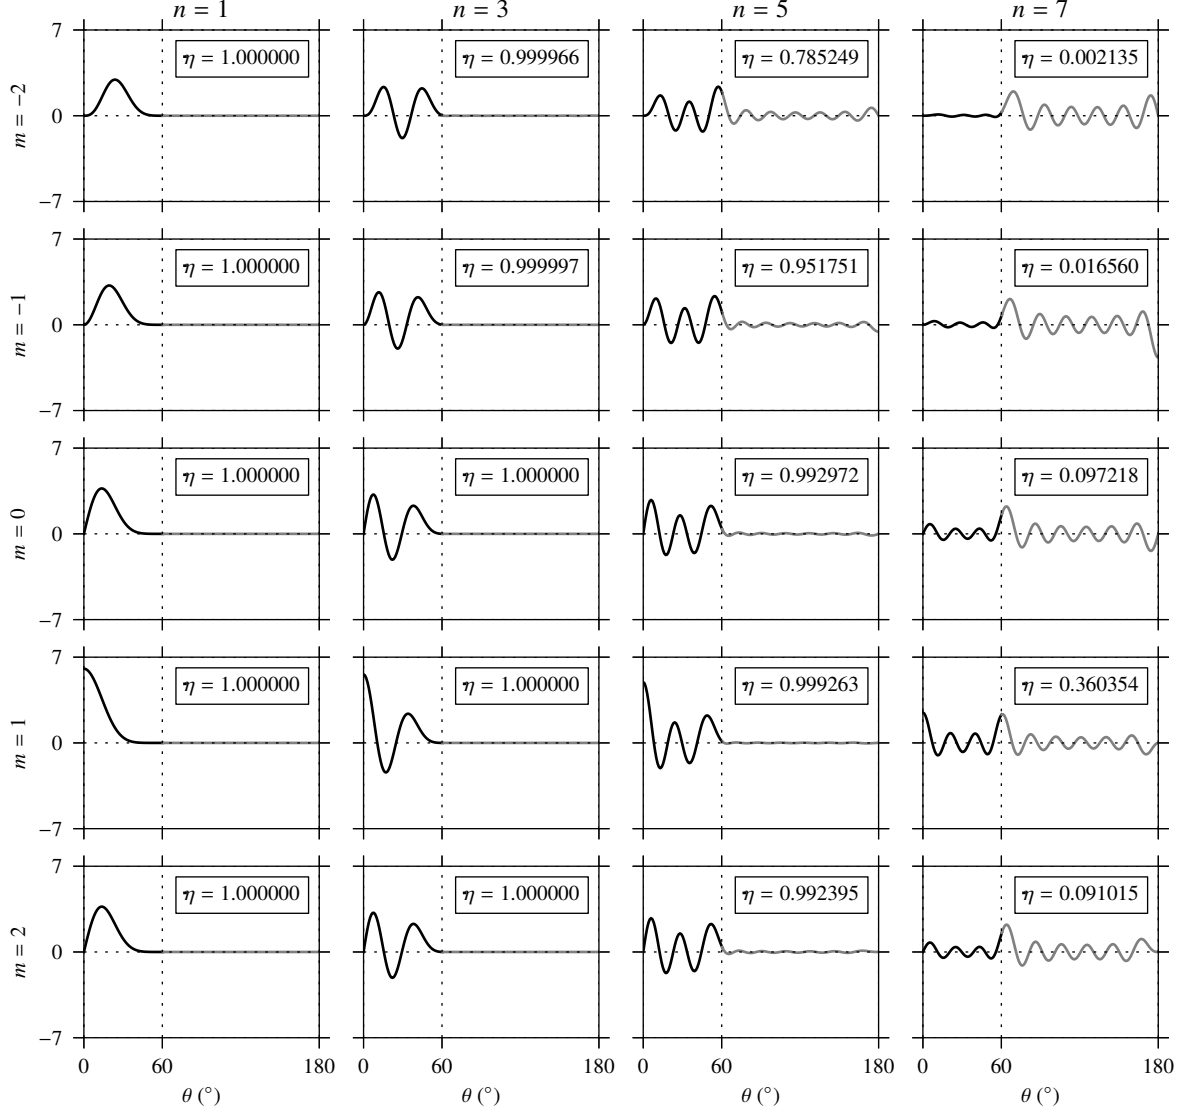 n = 1 n = 3 n = 5 n = 7
7 η = 1.000000 η = 0.999966 η = 0.785249 η = 0.002135
m = −2
0
−7
7 η = 1.000000 η = 0.999997 η = 0.951751 η = 0.016560
m = −1
0
−7
7 η = 1.000000 η = 1.000000 η = 0.992972 η = 0.097218
m = 0
0
−7
7 η = 1.000000 η = 1.000000 η = 0.999263 η = 0.360354
m = 1
0
−7
7 η = 1.000000 η = 1.000000 η = 0.992395 η = 0.091015
m = 2
0
−7
0 60 180 0 60 180 0 60 180 0 60 180
θ (°) θ (°) θ (°) θ (°)